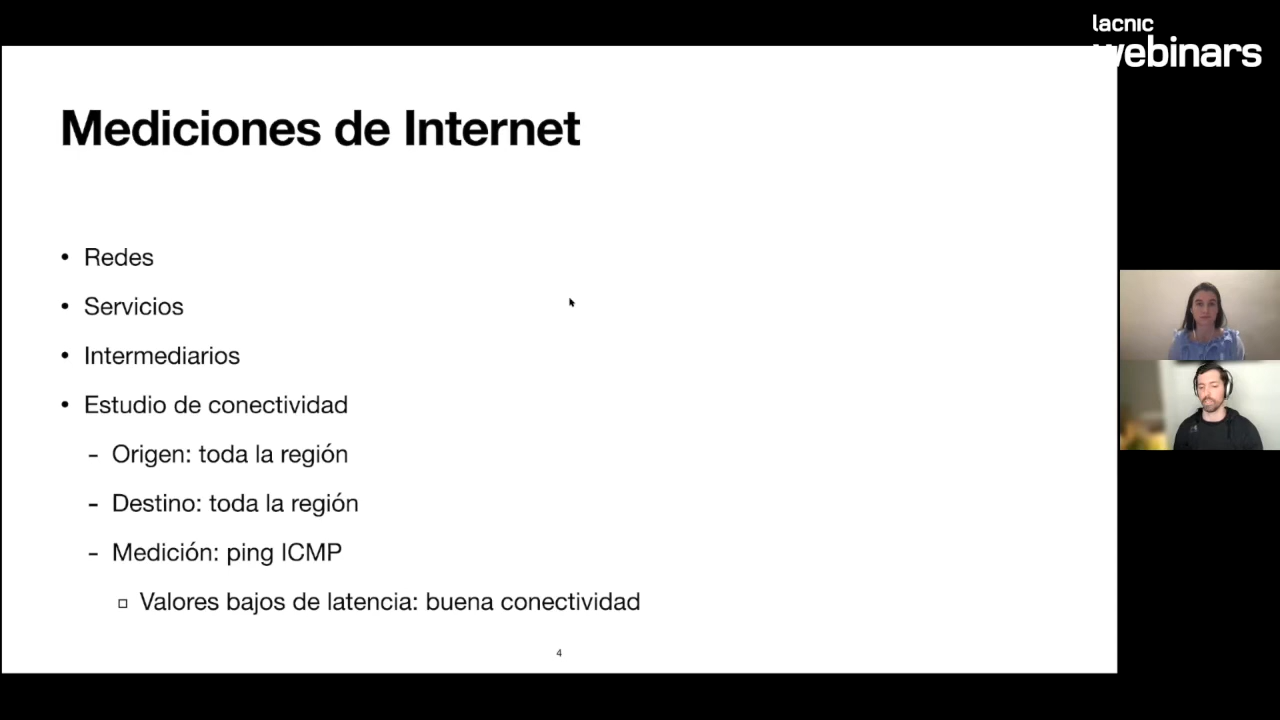 lacnic
webinars
Mediciones de Internet
• Redes
• Servicios
• Intermediarios
• Estudio de conectividad
- Origen: toda la región
- Destino: toda la región
- Medición: ping ICMP
▫ Valores bajos de latencia: buena conectividad
4